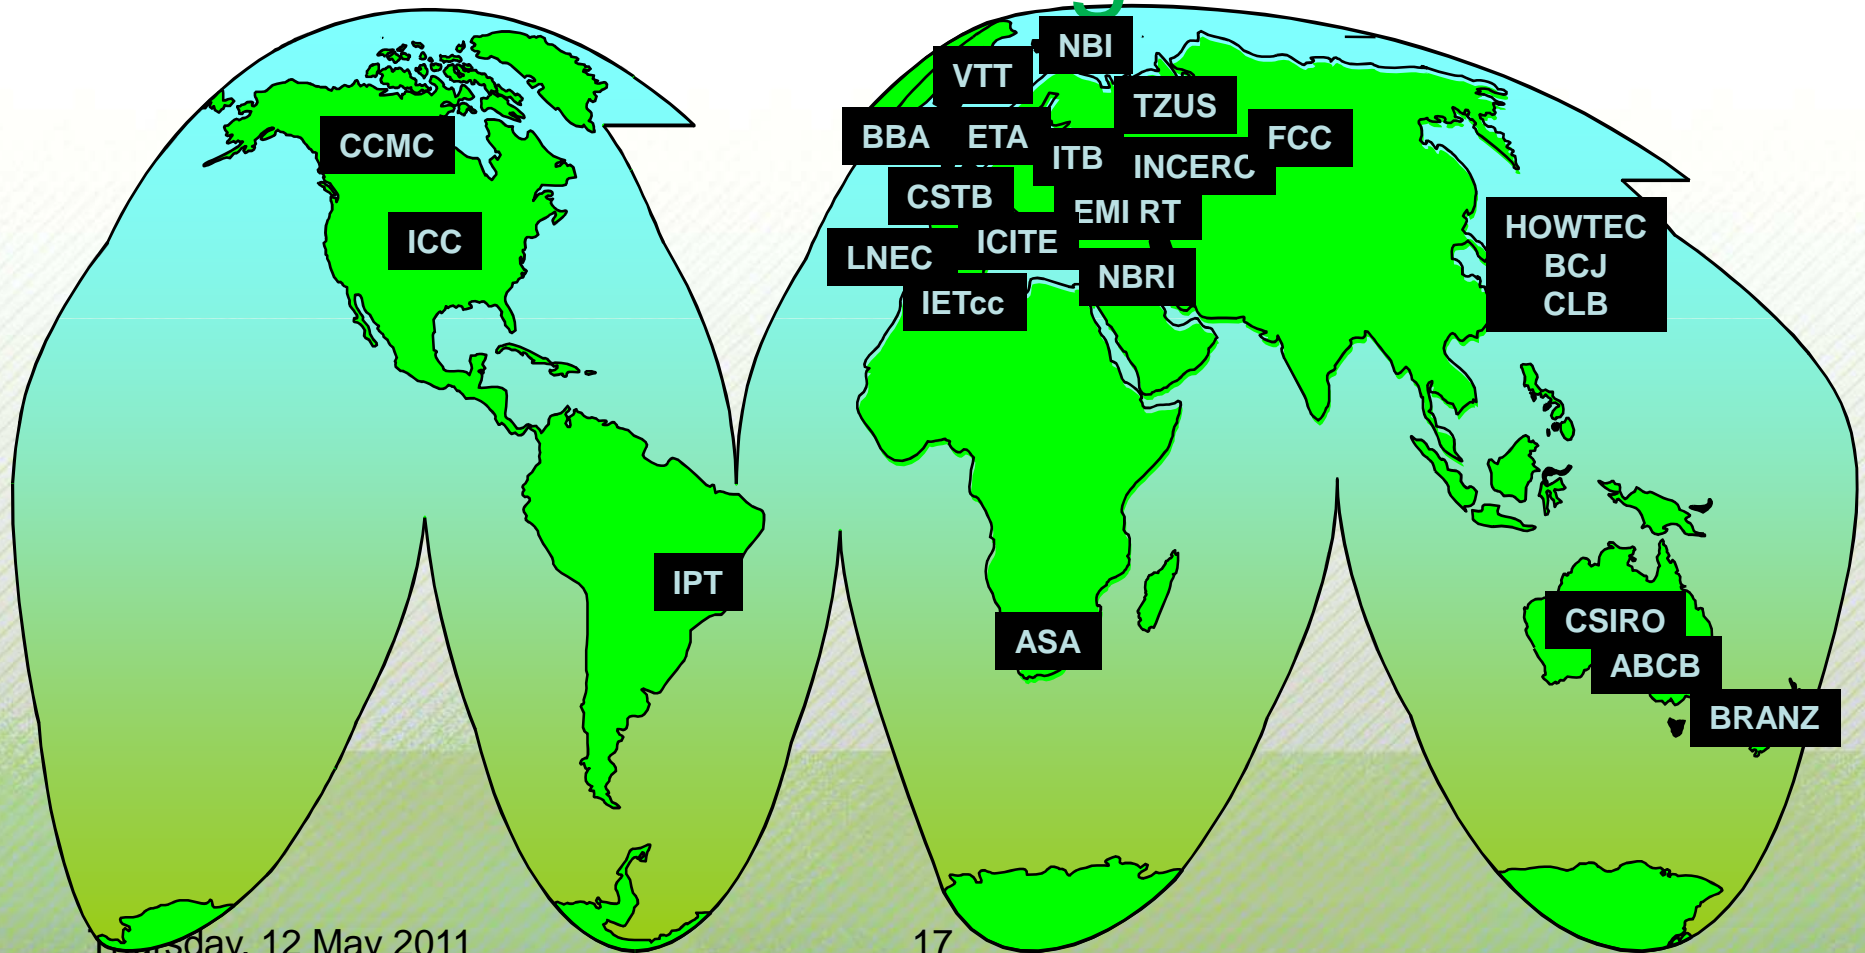 NBI
VTT
TZUS
BBA
ETA
FCC
CCMC
ITB
INCERC
CSTB
EMI RT
ICC
ICITE
HOWTEC
BCJ
CLB
LNEC
NBRI
IETcc
IPT
CSIRO
ASA
ABCB
BRANZ
Thursday, 12 May 2011
17